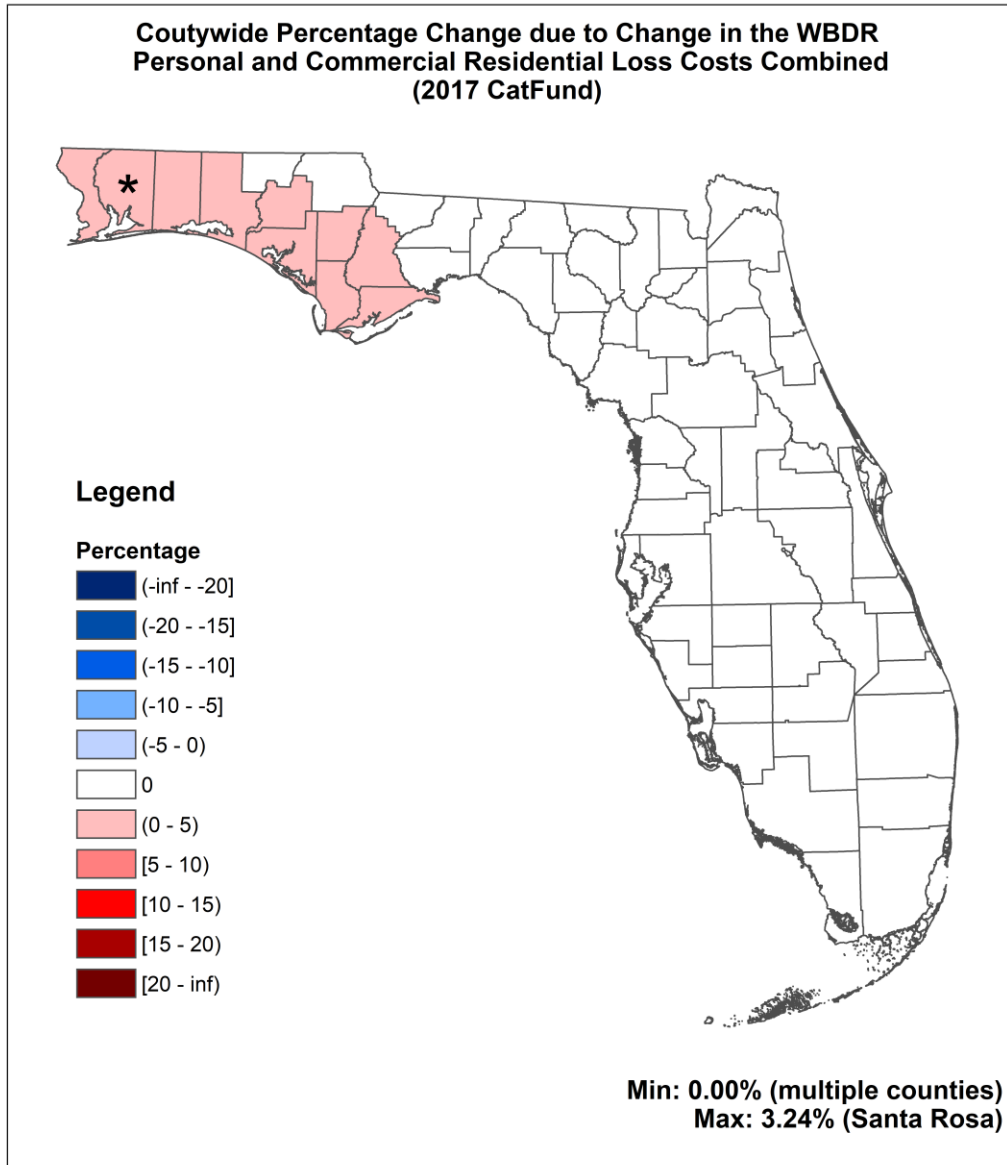 Coutywide Percentage Change due to Change in the WBDR
Personal and Commercial Residential Loss Costs Combined
(2017 CatFund)
*
Legend
Percentage
(-inf - -20]
(-20 - -15]
(-15 - -10]
(-10 - -5]
(-5 - 0)
0
(0 - 5)
[5 - 10)
[10 - 15)
[15 - 20)
[20 - inf)
Min: 0.00% (multiple counties)
Max: 3.24% (Santa Rosa)